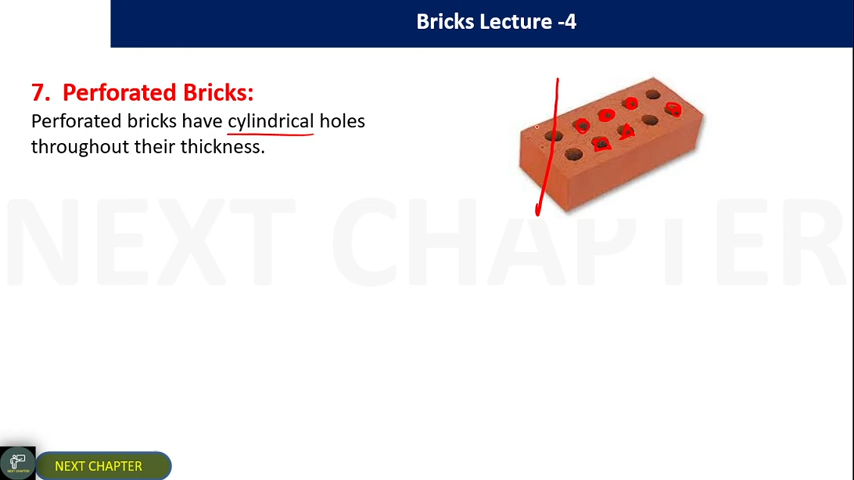 Bricks Lecture -4
7. Perforated Bricks:
Perforated bricks have cylindrical holes
throughout their thickness.
NEXT CHAPTER
NEXT CHAPTER